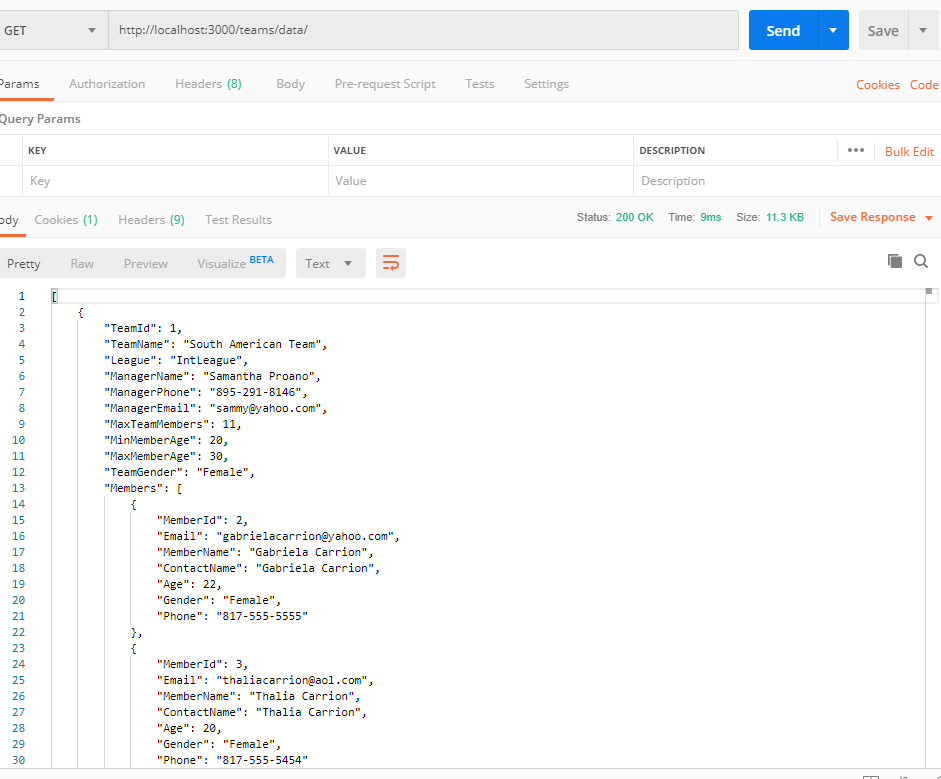 GET http://localhost:3000/teams/data/ Send Save
Params Authorization Headers (8) Body Pre-request Script Tests Settings Cookies Code
Query Params
KEY VALUE DESCRIPTION ••• Bulk Edit
Key Value Description
ody Cookies (1) Headers (9) Test Results Status: 200 OK Time: 9ms Size: 11.3 KB Save Response
Pretty Raw Preview Visualize BETA Text
1 [
2 {
3 "TeamId": 1,
4 "TeamName": "South American Team",
5 "League": "IntLeague",
6 "ManagerName": "Samantha Proano",
7 "ManagerPhone": "895-291-8146",
8 "ManagerEmail": "sammy@yahoo.com",
9 "MaxTeamMembers": 11,
10 "MinMemberAge": 20,
11 "MaxMemberAge": 30,
12 "TeamGender": "Female",
13 "Members": [
14 {
15 "MemberId": 2,
16 "Email": "gabrielacarrion@yahoo.com",
17 "MemberName": "Gabriela Carrion",
18 "ContactName": "Gabriela Carrion",
19 "Age": 22,
20 "Gender": "Female",
21 "Phone": "817-555-5555"
22 },
23 {
24 "MemberId": 3,
25 "Email": "thaliacarrion@aol.com",
26 "MemberName": "Thalia Carrion",
27 "ContactName": "Thalia Carrion",
28 "Age": 20,
29 "Gender": "Female",
30 "Phone": "817-555-5454"